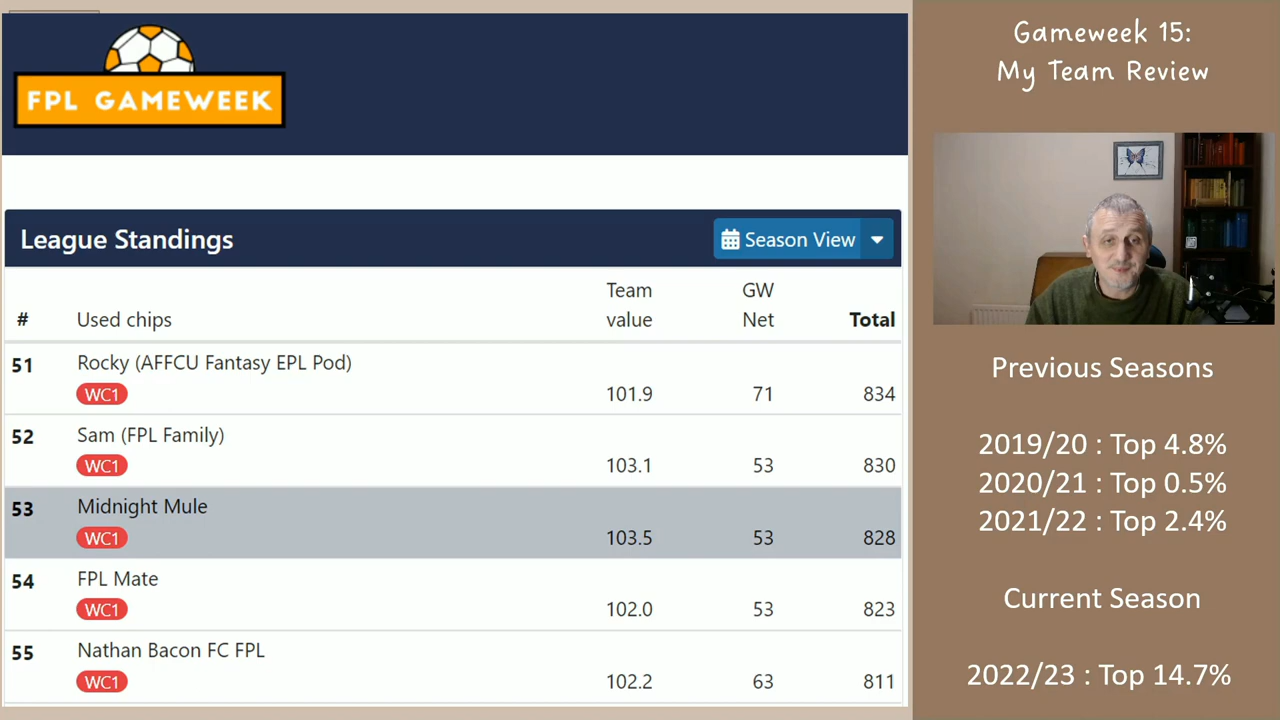 FPL GAMEWEEK
League Standings
Season View
# Used chips Team value GW Net Total
51 Rocky (AFFCU Fantasy EPL Pod)
WC1 101.9 71 834
52 Sam (FPL Family)
WC1 103.1 53 830
53 Midnight Mule
WC1 103.5 53 828
54 FPL Mate
WC1 102.0 53 823
55 Nathan Bacon FC FPL
WC1 102.2 63 811
Gameweek 15:
My Team Review
Previous Seasons
2019/20 : Top 4.8%
2020/21 : Top 0.5%
2021/22 : Top 2.4%
Current Season
2022/23 : Top 14.7%